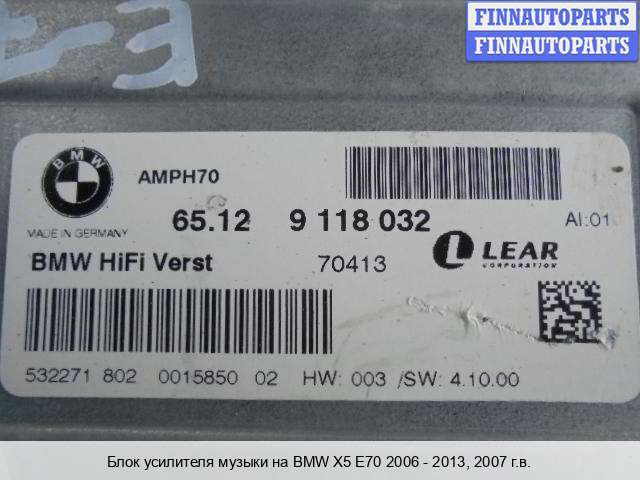 FINNAUTOPARTS
FINNAUTOPARTS
BMW
AMPH70
65.12 9 118 032
AI:01
MADE IN GERMANY
LEAR
CORPORATION
BMW HiFi Verst 70413
532271 802 0015850 02 HW: 003 /SW: 4.10.00
Блок усилителя музыки на BMW X5 E70 2006 - 2013, 2007 г.в.